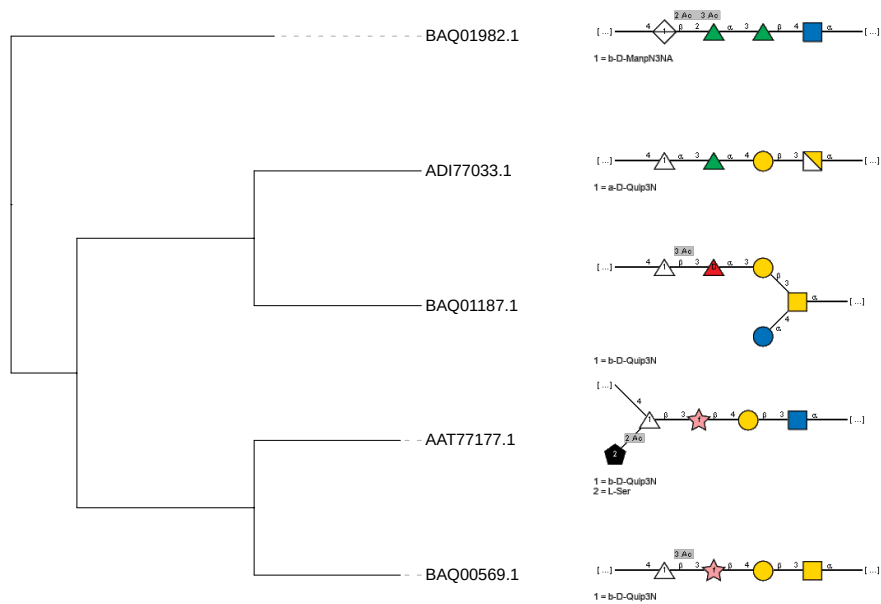 BAQ01982.1
2 Ac 3 Ac
[...] 4 1 β 2 α 3 β 4 α [...]
1 = b-D-ManpN3NA
ADI77033.1
[...] 4 1 α 3 α 4 β 3 α [...]
1 = a-D-Quip3N
BAQ01187.1
3 Ac
[...] 4 1 β 3 D α 3 β 3 α [...]
α 4
1 = b-D-Quip3N
AAT77177.1
[...] 4
1 β 3 f β 4 β 3 α [...]
2 Ac
2
1 = b-D-Quip3N
2 = L-Ser
BAQ00569.1
3 Ac
[...] 4 1 β 3 f β 4 β 4 α [...]
1 = b-D-Quip3N